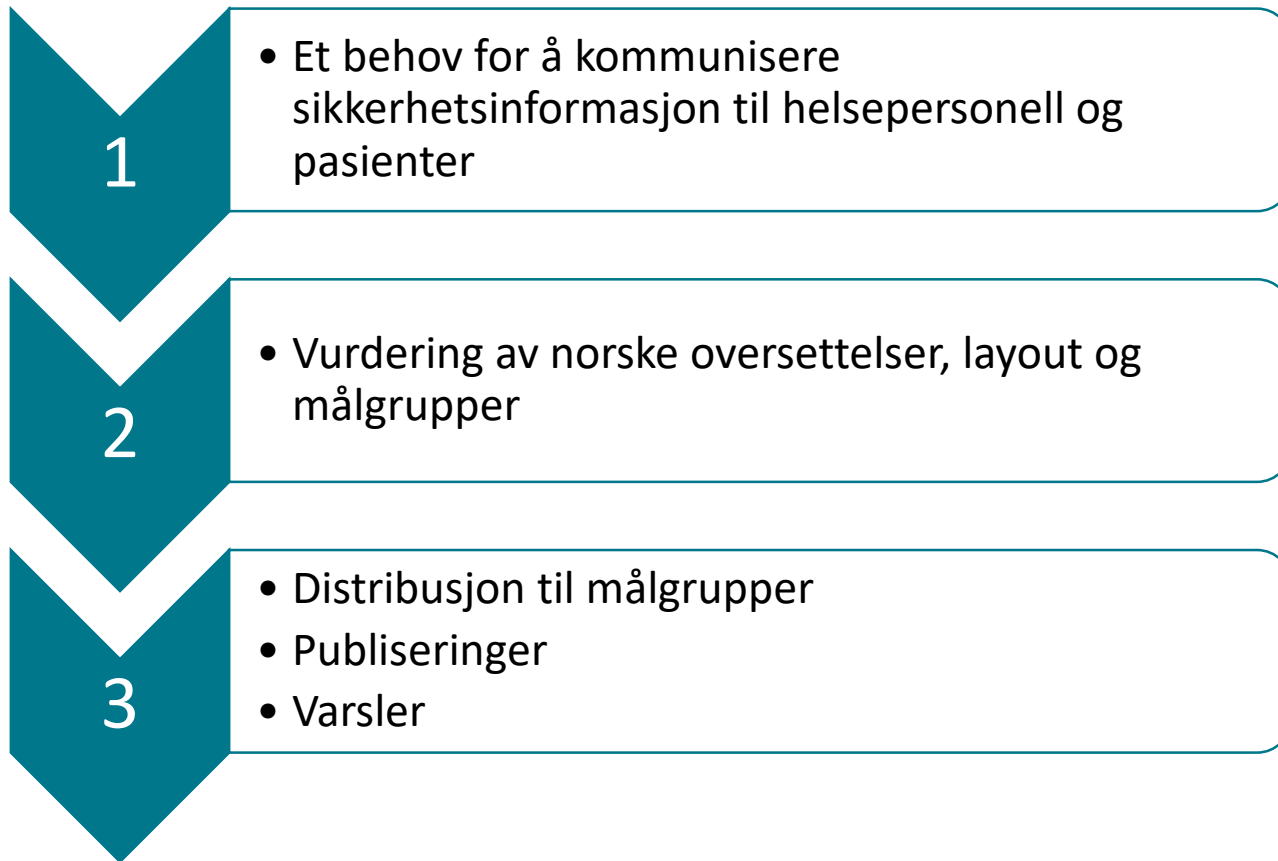 1
• Et behov for å kommunisere
sikkerhetsinformasjon til helsepersonell og
pasienter
2
• Vurdering av norske oversettelser, layout og
målgrupper
3
• Distribusjon til målgrupper
• Publiseringer
• Varsler